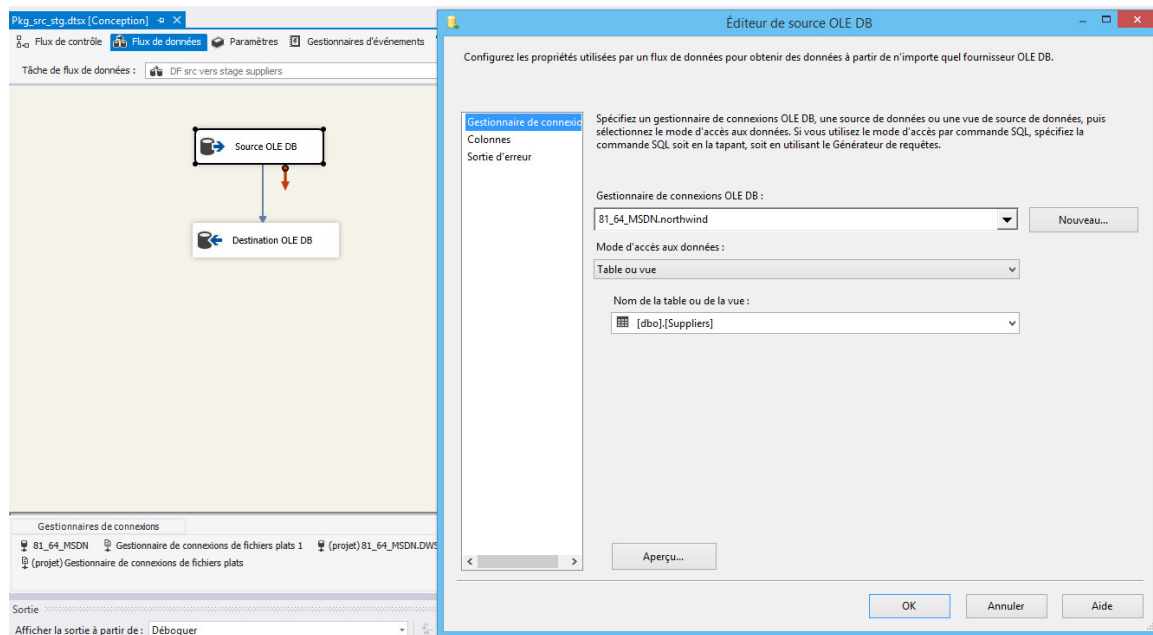 Pkg_src_stg.dtsx [Conception]
Flux de contrôle Flux de données Paramètres Gestionnaires d'événements
Tâche de flux de données : DF src vers stage suppliers
Source OLE DB
Destination OLE DB
Gestionnaires de connexions
81_64_MSDN Gestionnaire de connexions de fichiers plats 1 (projet) 81_64_MSDN.DWS
(projet) Gestionnaire de connexions de fichiers plats
Sortie
Afficher la sortie à partir de : Déboguer
Éditeur de source OLE DB
Configurez les propriétés utilisées par un flux de données pour obtenir des données à partir de n'importe quel fournisseur OLE DB.
Gestionnaire de connexio
Colonnes
Sortie d'erreur
Spécifiez un gestionnaire de connexions OLE DB, une source de données ou une vue de source de données, puis
sélectionnez le mode d'accès aux données. Si vous utilisez le mode d'accès par commande SQL, spécifiez la
commande SQL soit en la tapant, soit en utilisant le Générateur de requêtes.
Gestionnaire de connexions OLE DB :
81_64_MSDN.northwind
Nouveau...
Mode d'accès aux données :
Table ou vue
Nom de la table ou de la vue :
[dbo].[Suppliers]
Aperçu...
OK Annuler Aide